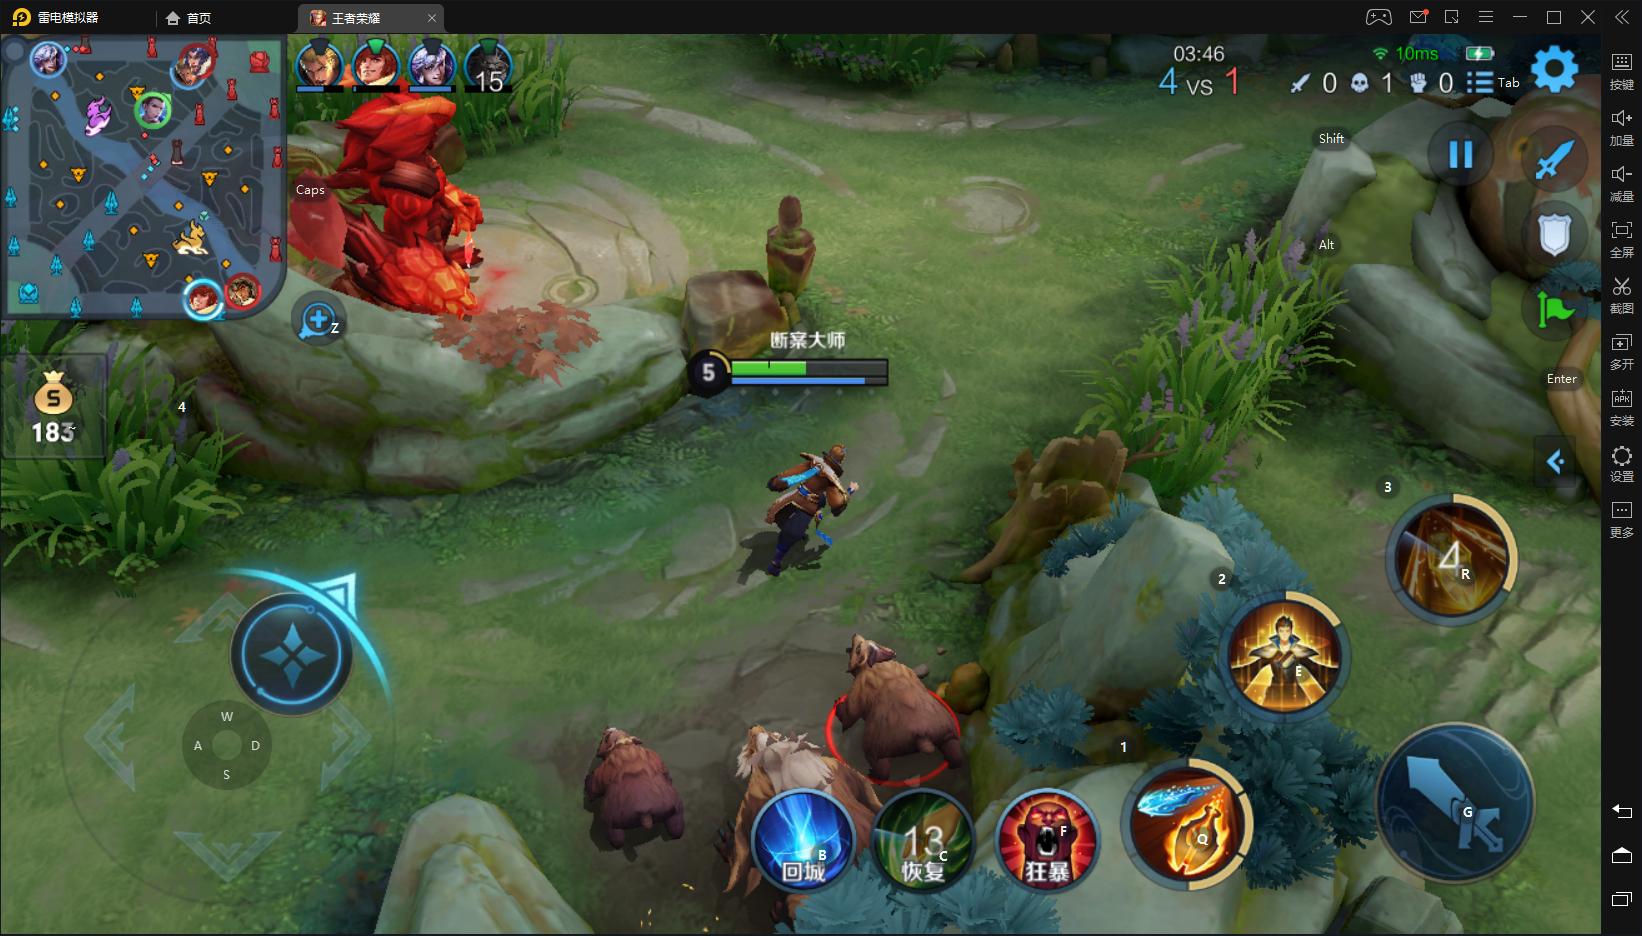 雷电模拟器
首页
王者荣耀
按键
加量
减量
全屏
截图
多开
安装
设置
更多
APK
15
03:46
4 VS 1
10ms
0 1 0
Tab
Shift
Caps
Alt
Z
断案大师
5
Enter
4
S
3
4
R
2
E
W
A D
S
1
Q
G
B
回城
13
C
恢复
F
狂暴